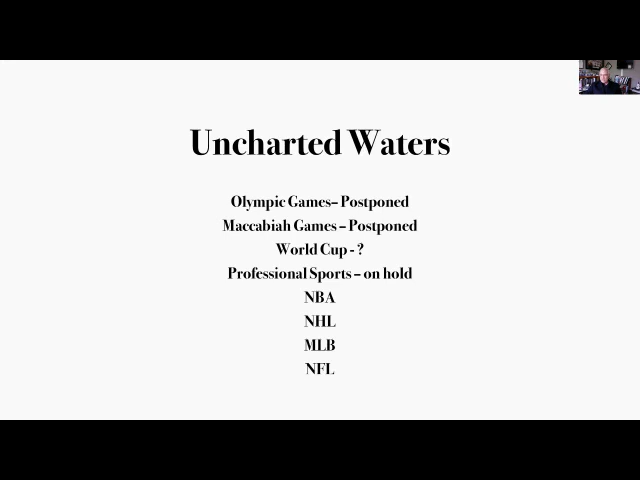 Uncharted Waters
Olympic Games– Postponed
Maccabiah Games – Postponed
World Cup - ?
Professional Sports – on hold
NBA
NHL
MLB
NFL